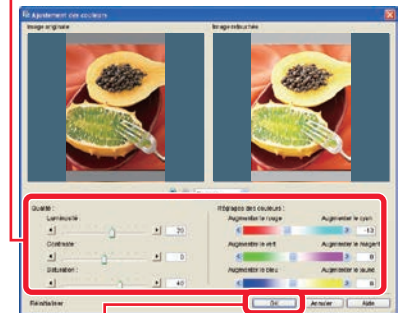 Ajustement des couleurs
Image originale Image retouchée
Qualité : Réglages des couleurs :
Luminosité Augmenter le rouge Augmenter le cyan
20 -13
Contraste Augmenter le vert Augmenter le magenta
0 0
Saturation Augmenter le bleu Augmenter le jaune
40 0
Réinitialiser OK Annuler Aide